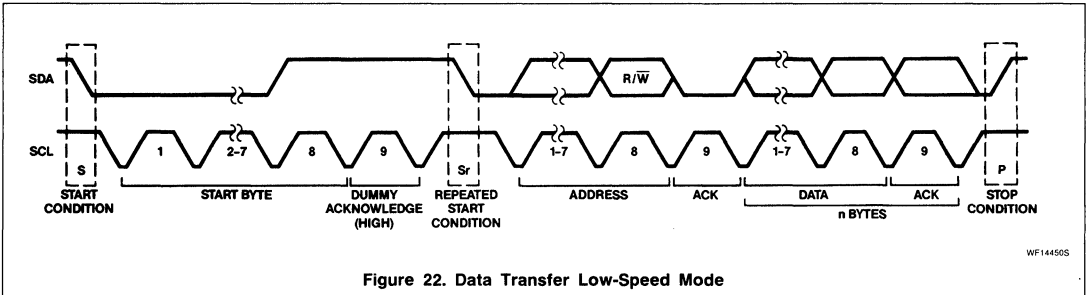 SDA
R/W̅
SCL
1 2-7 8 9 1-7 8 9 1-7 8 9
S Sr P
START CONDITION
START BYTE
DUMMY ACKNOWLEDGE (HIGH)
REPEATED START CONDITION
ADDRESS
ACK
DATA
ACK
n BYTES
STOP CONDITION
WF14450S
Figure 22. Data Transfer Low-Speed Mode